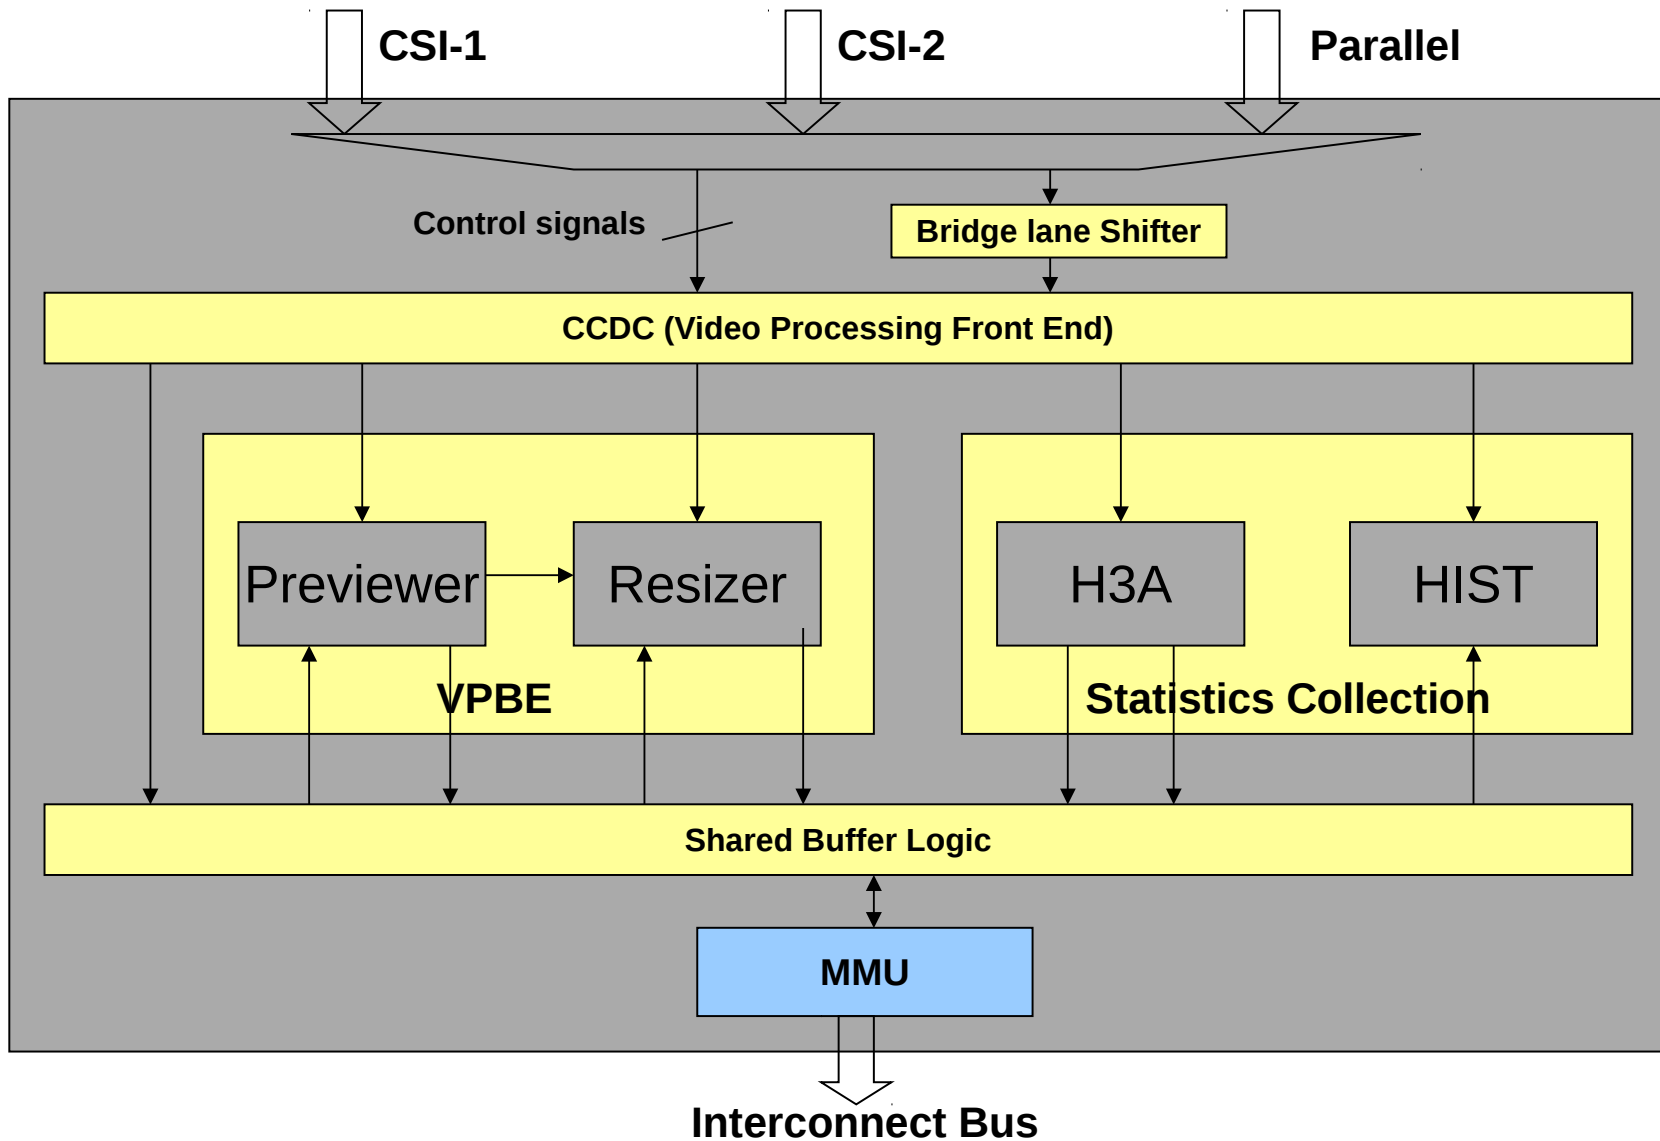 CSI-1
CSI-2
Parallel
Control signals
Bridge lane Shifter
CCDC (Video Processing Front End)
Previewer
Resizer
H3A
HIST
VPBE
Statistics Collection
Shared Buffer Logic
MMU
Interconnect Bus